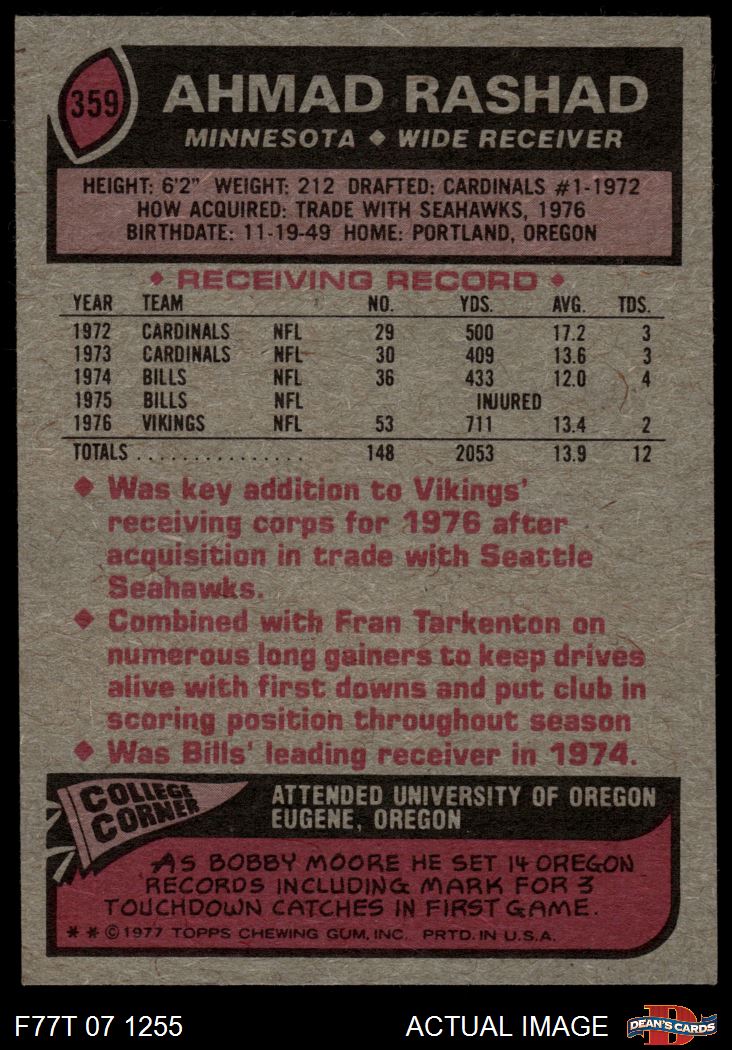 359
AHMAD RASHAD
MINNESOTA ◆ WIDE RECEIVER
HEIGHT: 6'2" WEIGHT: 212 DRAFTED: CARDINALS #1-1972
HOW ACQUIRED: TRADE WITH SEAHAWKS, 1976
BIRTHDATE: 11-19-49 HOME: PORTLAND, OREGON
◆ RECEIVING RECORD ◆
YEAR TEAM NO. YDS. AVG. TDS.
1972 CARDINALS NFL 29 500 17.2 3
1973 CARDINALS NFL 30 409 13.6 3
1974 BILLS NFL 36 433 12.0 4
1975 BILLS NFL INJURED
1976 VIKINGS NFL 53 711 13.4 2
TOTALS . . . . . . . . . . . . . . . 148 2053 13.9 12
◆ Was key addition to Vikings'
receiving corps for 1976 after
acquisition in trade with Seattle
Seahawks.
◆ Combined with Fran Tarkenton on
numerous long gainers to keep drives
alive with first downs and put club in
scoring position throughout season
◆ Was Bills' leading receiver in 1974.
COLLEGE
CORNER
ATTENDED UNIVERSITY OF OREGON
EUGENE, OREGON
AS BOBBY MOORE HE SET 14 OREGON
RECORDS INCLUDING MARK FOR 3
TOUCHDOWN CATCHES IN FIRST GAME.
* * © 1977 TOPPS CHEWING GUM, INC. PRTD. IN U.S.A.
F77T 07 1255 ACTUAL IMAGE
D
DEAN'S CARDS